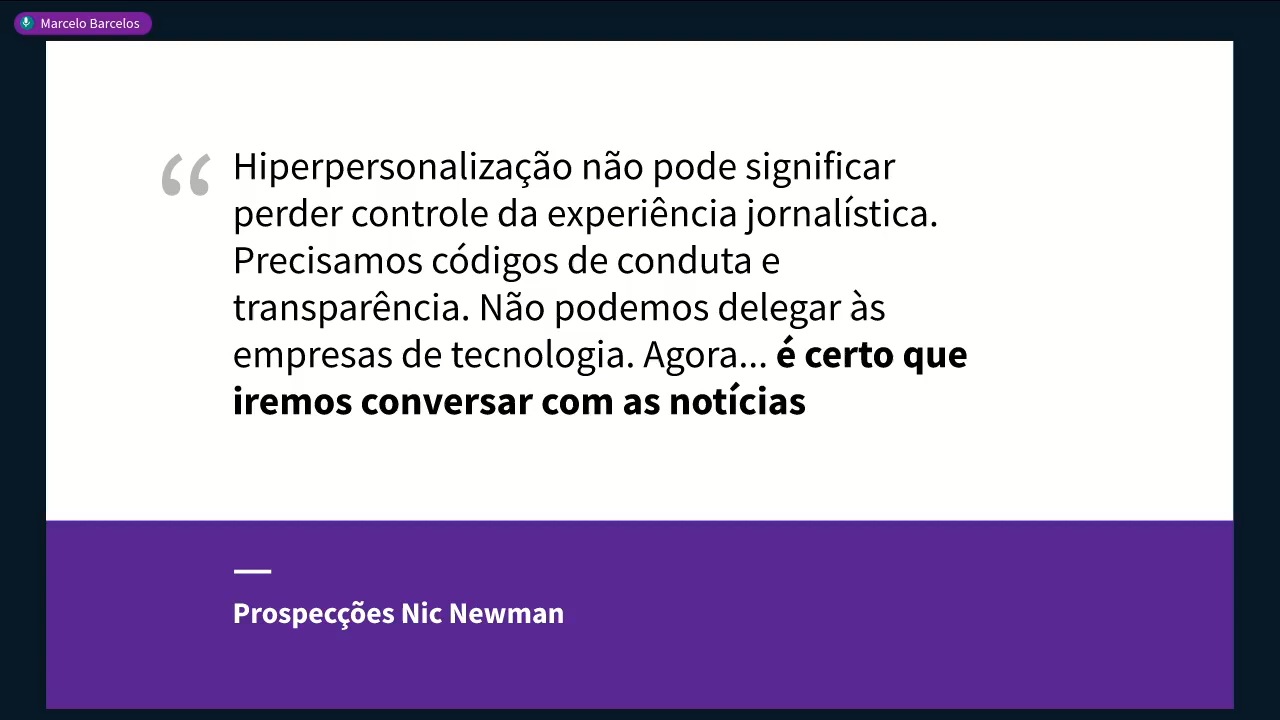 Marcelo Barcelos
“
Hiperpersonalização não pode significar
perder controle da experiência jornalística.
Precisamos códigos de conduta e
transparência. Não podemos delegar às
empresas de tecnologia. Agora... é certo que
iremos conversar com as notícias
Prospecções Nic Newman